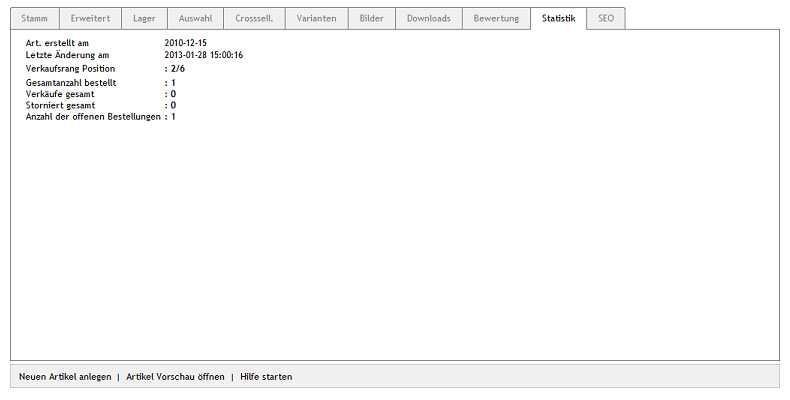 Stamm Erweitert Lager Auswahl Crosssell. Varianten Bilder Downloads Bewertung Statistik SEO
Art. erstellt am 2010-12-15
Letzte Änderung am 2013-01-28 15:00:16
Verkaufsrang Position : 2/6
Gesamtanzahl bestellt : 1
Verkäufe gesamt : 0
Storniert gesamt : 0
Anzahl der offenen Bestellungen : 1
Neuen Artikel anlegen | Artikel Vorschau öffnen | Hilfe starten